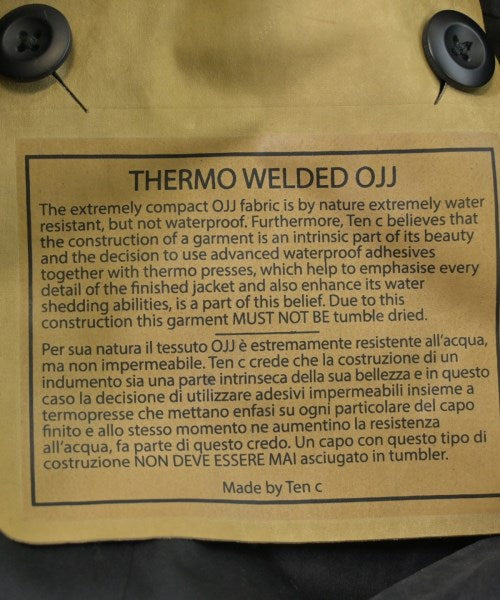 THERMO WELDED OJJ
The extremely compact OJJ fabric is by nature extremely water
resistant, but not waterproof. Furthermore, Ten c believes that
the construction of a garment is an intrinsic part of its beauty
and the decision to use advanced waterproof adhesives
together with thermo presses, which help to emphasise every
detail of the finished jacket and also enhance its water
shedding abilities, is a part of this belief. Due to this
construction this garment MUST NOT BE tumble dried.
Per sua natura il tessuto OJJ è estremamente resistente all'acqua,
ma non impermeabile. Ten c crede che la costruzione di un
indumento sia una parte intrinseca della sua bellezza e in questo
caso la decisione di utilizzare adesivi impermeabili insieme a
termopresse che mettano enfasi su ogni particolare del capo
finito e allo stesso momento ne aumentino la resistenza
all'acqua, fa parte di questo credo. Un capo con questo tipo di
costruzione NON DEVE ESSERE MAI asciugato in tumbler.
Made by Ten c